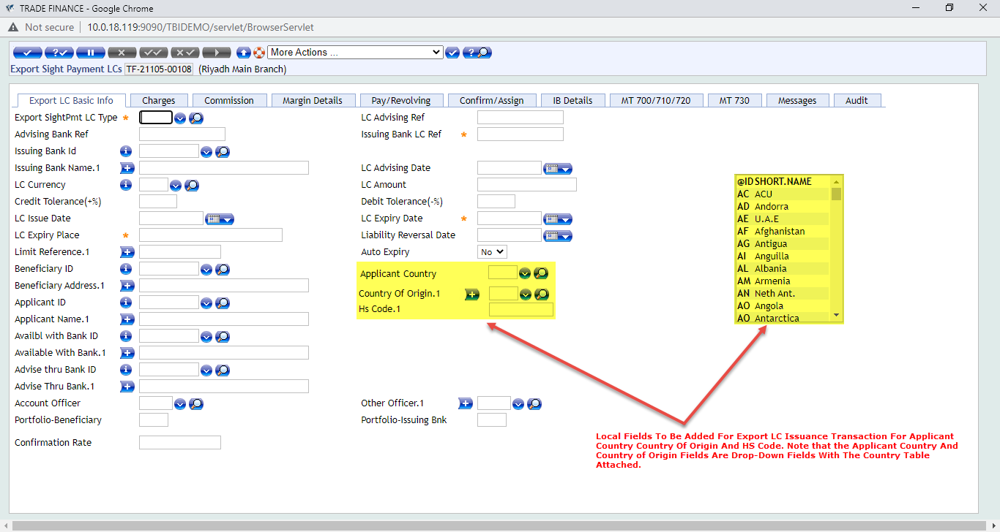 TRADE FINANCE - Google Chrome
Not secure | 10.0.18.119:9090/TBIDEMO/servlet/BrowserServlet
More Actions ...
Export Sight Payment LCs TF-21105-00108 (Riyadh Main Branch)
Export LC Basic Info Charges Commission Margin Details Pay/Revolving Confirm/Assign IB Details MT 700/710/720 MT 730 Messages Audit
Export SightPmt LC Type * LC Advising Ref
Advising Bank Ref Issuing Bank LC Ref *
Issuing Bank Id
Issuing Bank Name.1 LC Advising Date
LC Currency LC Amount
Credit Tolerance(+%) Debit Tolerance(-%)
LC Issue Date LC Expiry Date *
LC Expiry Place * Liability Reversal Date
Limit Reference.1 Auto Expiry No
Beneficiary ID
Applicant Country
Beneficiary Address.1
Country Of Origin.1
Applicant ID
Hs Code.1
Applicant Name.1
Availbl with Bank ID
Available With Bank.1
Advise thru Bank ID
Advise Thru Bank.1
Account Officer Other Officer.1
Portfolio-Beneficiary Portfolio-Issuing Bnk
Confirmation Rate
@ID SHORT.NAME
AC ACU
AD Andorra
AE U.A.E
AF Afghanistan
AG Antigua
AI Anguilla
AL Albania
AM Armenia
AN Neth Ant.
AO Angola
AQ Antarctica
Local Fields To Be Added For Export LC Issuance Transaction For Applicant
Country Country Of Origin And HS Code. Note that the Applicant Country And
Country of Origin Fields Are Drop-Down Fields With The Country Table
Attached.